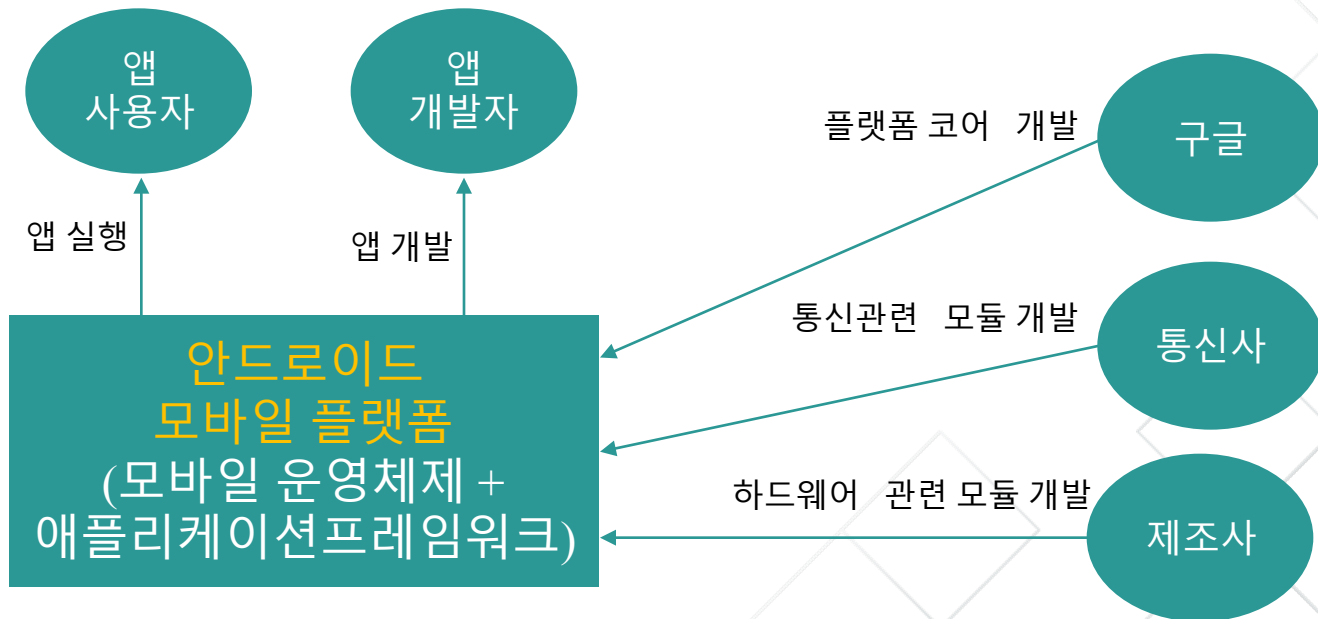 앱
사용자
앱
개발자
플랫폼 코어 개발
구글
앱 실행
앱 개발
통신관련 모듈 개발
통신사
안드로이드
모바일 플랫폼
(모바일 운영체제 +
애플리케이션프레임워크)
하드웨어 관련 모듈 개발
제조사